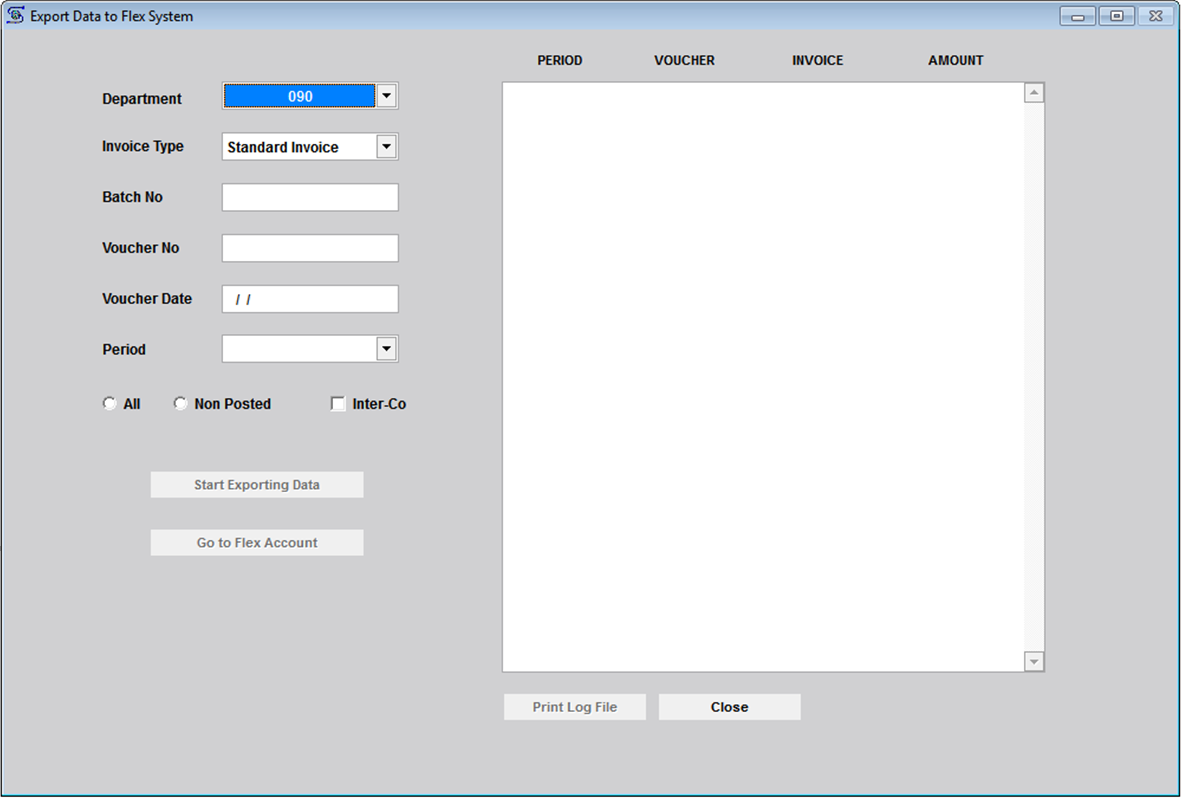 Export Data to Flex System
PERIOD VOUCHER INVOICE AMOUNT
Department 090
Invoice Type Standard Invoice
Batch No
Voucher No
Voucher Date / /
Period
All Non Posted Inter-Co
Start Exporting Data
Go to Flex Account
Print Log File Close